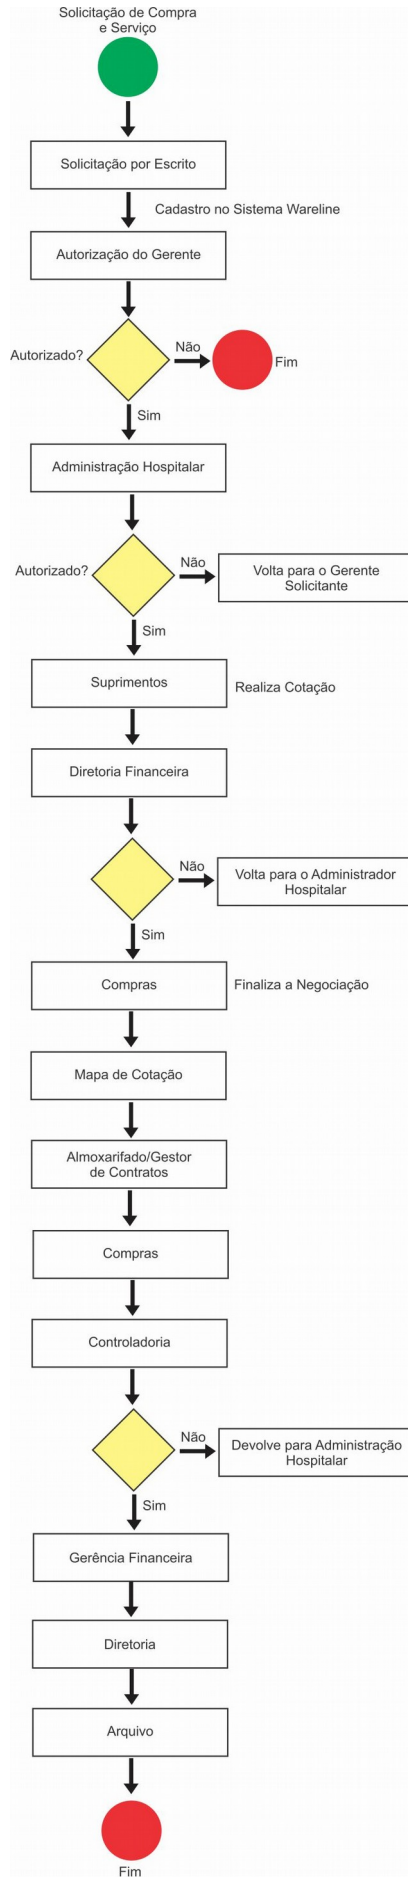 Solicitação de Compra
e Serviço
Solicitação por Escrito
Cadastro no Sistema Wareline
Autorização do Gerente
Autorizado?
Não
Fim
Sim
Administração Hospitalar
Autorizado?
Não
Volta para o Gerente
Solicitante
Sim
Suprimentos
Realiza Cotação
Diretoria Financeira
Não
Volta para o Administrador
Hospitalar
Sim
Compras
Finaliza a Negociação
Mapa de Cotação
Almoxarifado/Gestor
de Contratos
Compras
Controladoria
Não
Devolve para Administração
Hospitalar
Sim
Gerência Financeira
Diretoria
Arquivo
Fim